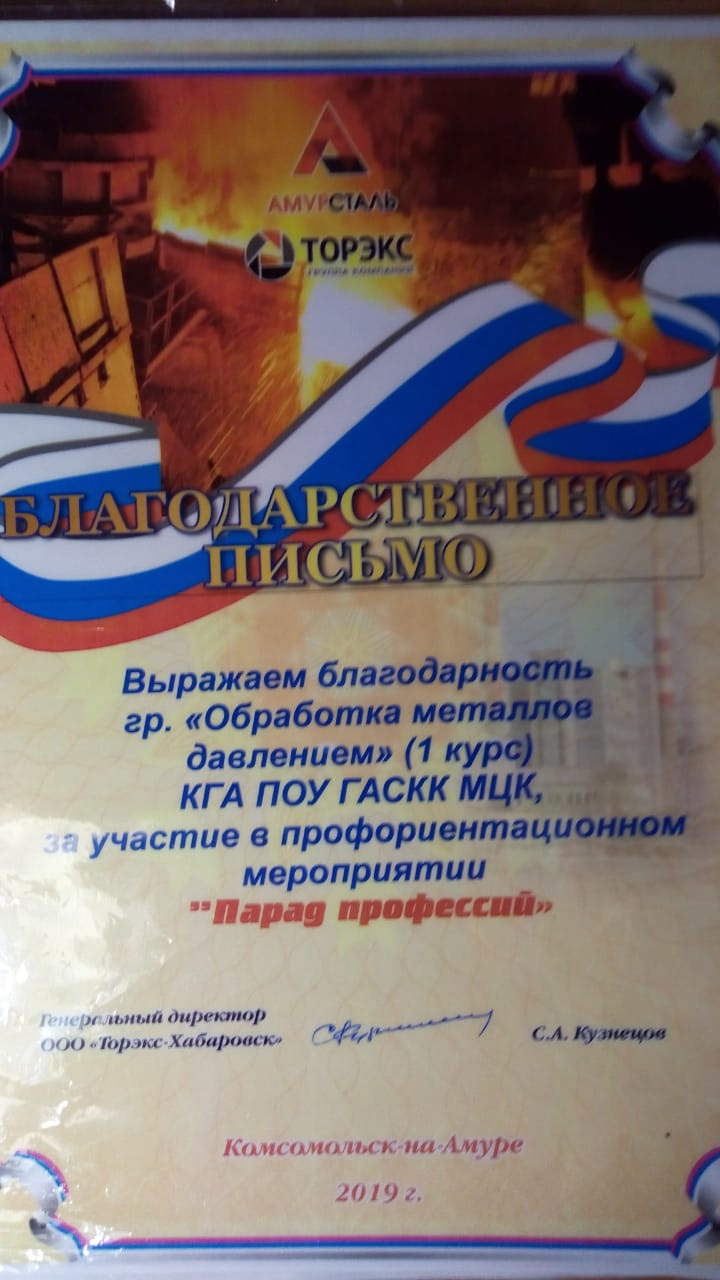 АМУРСТАЛЬ
ТОРЭКС
ГРУППА КОМПАНИЙ
БЛАГОДАРСТВЕННОЕ
ПИСЬМО
Выражаем благодарность
гр. «Обработка металлов
давлением» (1 курс)
КГА ПОУ ГАСКК МЦК,
за участие в профориентационном
мероприятии
"Парад профессий»
Генеральный директор
ООО «Торэкс-Хабаровск»
С.А. Кузнецов
Комсомольск-на-Амуре
2019 г.